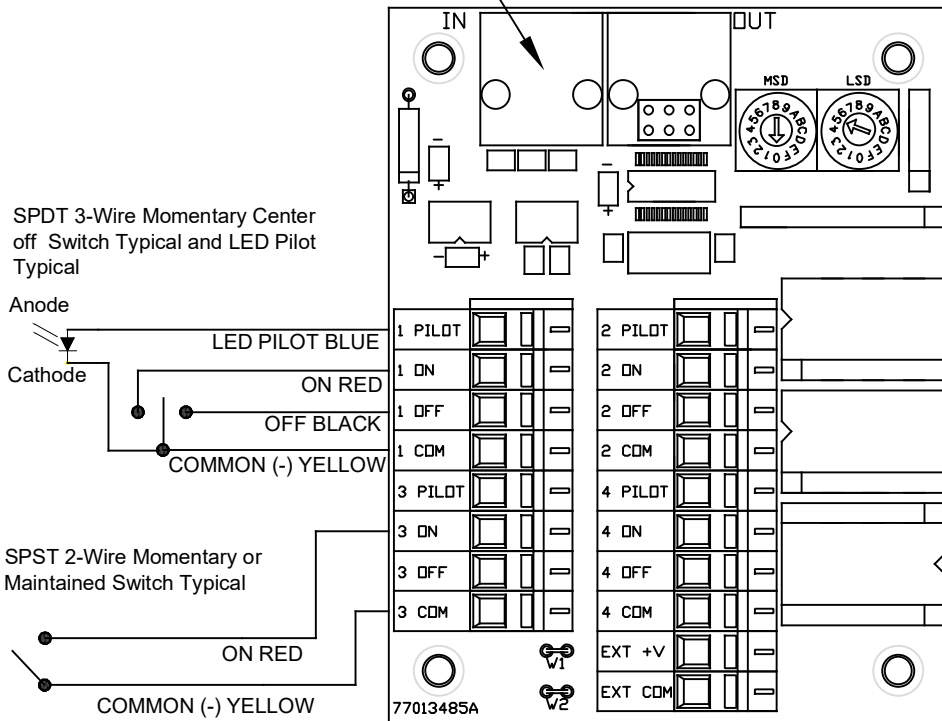 IN
OUT
MSD
LSD
0123456789ABCDEF
0123456789ABCDEF
-
+
-
+
- +
SPDT 3-Wire Momentary Center
off Switch Typical and LED Pilot
Typical
Anode
Cathode
LED PILOT BLUE
ON RED
OFF BLACK
COMMON (-) YELLOW
1 PILOT
1 ON
1 OFF
1 COM
3 PILOT
3 ON
3 OFF
3 COM
2 PILOT
2 ON
2 OFF
2 COM
4 PILOT
4 ON
4 OFF
4 COM
EXT +V
EXT COM
SPST 2-Wire Momentary or
Maintained Switch Typical
ON RED
COMMON (-) YELLOW
W1
W2
77013485A